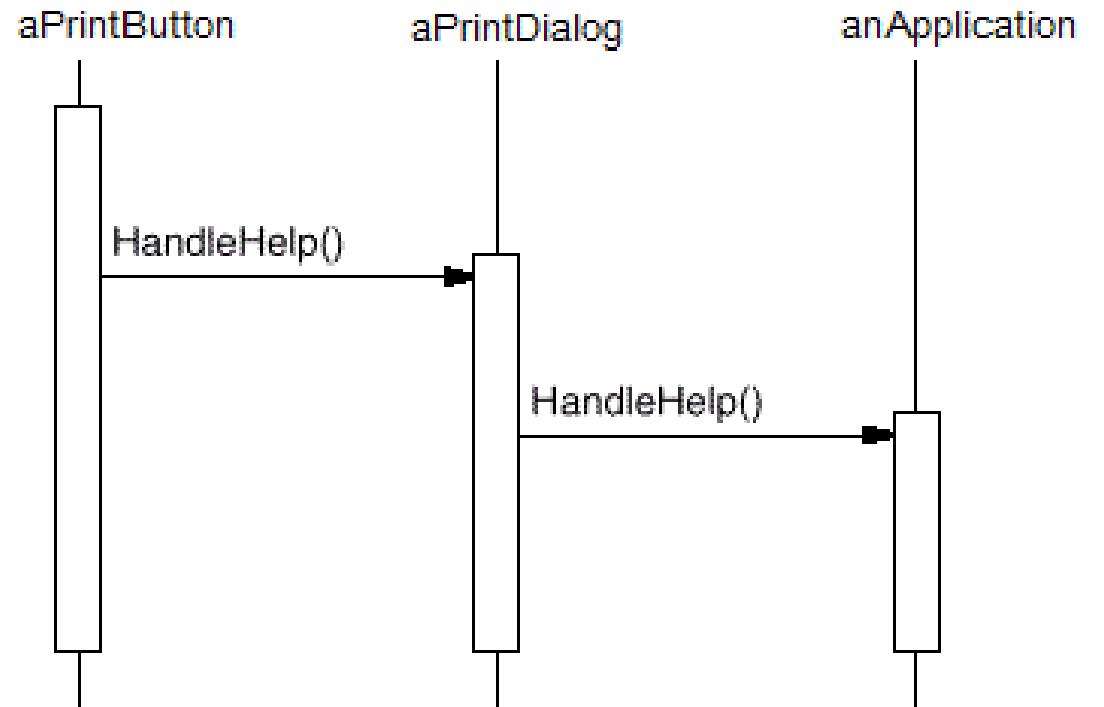 aPrintButton
aPrintDialog
anApplication
HandleHelp()
HandleHelp()